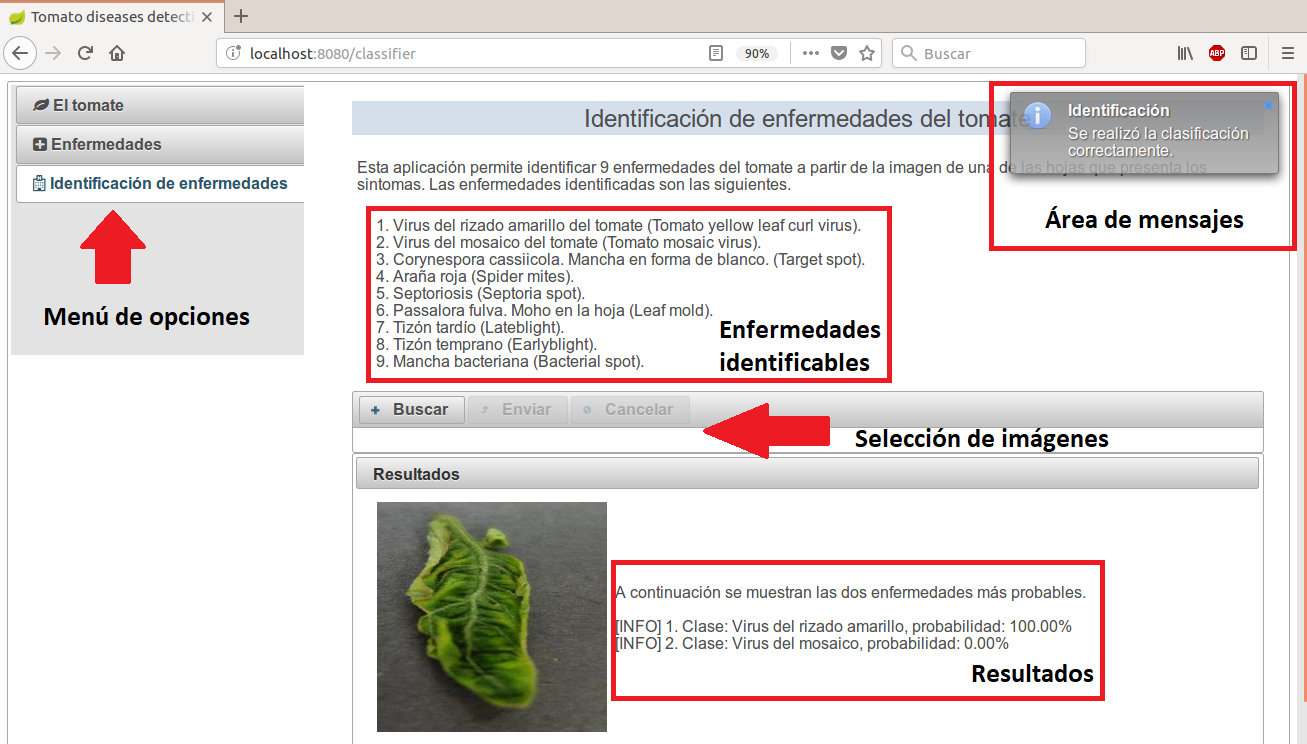 Tomato diseases detecti
localhost:8080/classifier
90%
Buscar
ABP
El tomate
Enfermedades
Identificación de enfermedades
Menú de opciones
Identificación de enfermedades del tomate
Identificación
Se realizó la clasificación
correctamente.
Área de mensajes
Esta aplicación permite identificar 9 enfermedades del tomate a partir de la imagen de una de las hojas que presenta los
sintomas. Las enfermedades identificadas son las siguientes.
1. Virus del rizado amarillo del tomate (Tomato yellow leaf curl virus).
2. Virus del mosaico del tomate (Tomato mosaic virus).
3. Corynespora cassiicola. Mancha en forma de blanco. (Target spot).
4. Araña roja (Spider mites).
5. Septoriosis (Septoria spot).
6. Passalora fulva. Moho en la hoja (Leaf mold).
7. Tizón tardío (Lateblight).
8. Tizón temprano (Earlyblight).
9. Mancha bacteriana (Bacterial spot).
Enfermedades
identificables
Buscar
Enviar
Cancelar
Selección de imágenes
Resultados
A continuación se muestran las dos enfermedades más probables.
[INFO] 1. Clase: Virus del rizado amarillo, probabilidad: 100.00%
[INFO] 2. Clase: Virus del mosaico, probabilidad: 0.00%
Resultados